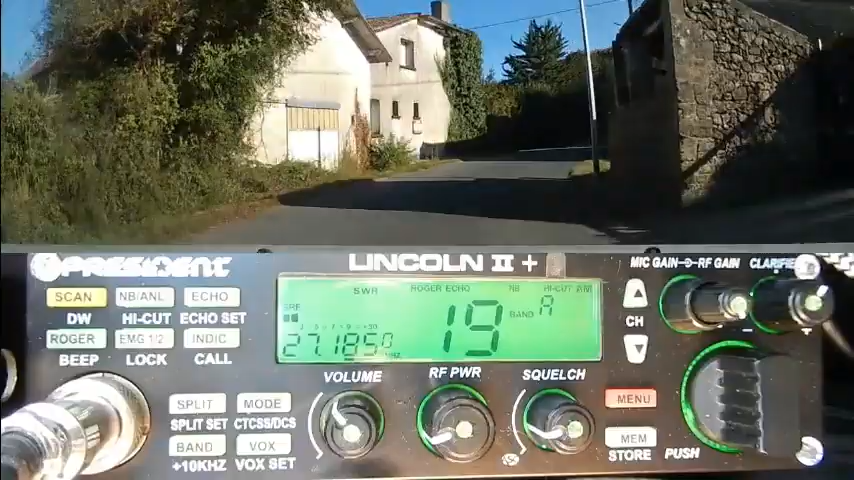 PRESIDENT
LINCOLN II +
MIC GAIN RF GAIN
CLARIFIE
SCAN NB/ANL ECHO
DW HI-CUT ECHO SET
ROGER EMG 1/2 INDIC
BEEP LOCK CALL
SWR ROGER ECHO NB HI-CUT
19 BAND A
27.1850
CH
VOLUME RF PWR SQUELCH
SPLIT MODE
SPLIT SET CTCSS/DCS
BAND VOX
+10KHZ VOX SET
MENU
MEM
STORE
PUSH